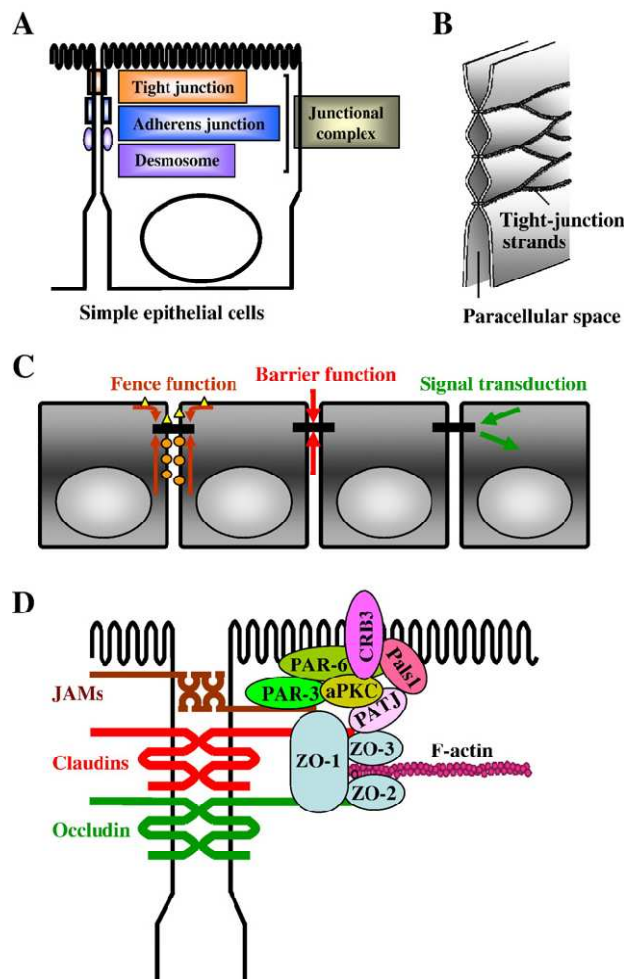 A
Tight junction
Adherens junction
Desmosome
Junctional
complex
Simple epithelial cells
B
Tight-junction
strands
Paracellular space
C
Fence function
Barrier function
Signal transduction
D
CRB3
PAR-6
Pals1
JAMs
PAR-3
aPKC
PATJ
Claudins
ZO-1
ZO-3
F-actin
ZO-2
Occludin